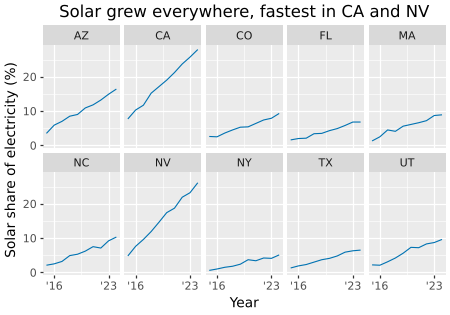 Solar grew everywhere, fastest in CA and NV
AZ CA CO FL MA
20
10
0
NC NV NY TX UT
20
10
0
'16 '23 '16 '23 '16 '23 '16 '23 '16 '23
Solar share of electricity (%)
Year